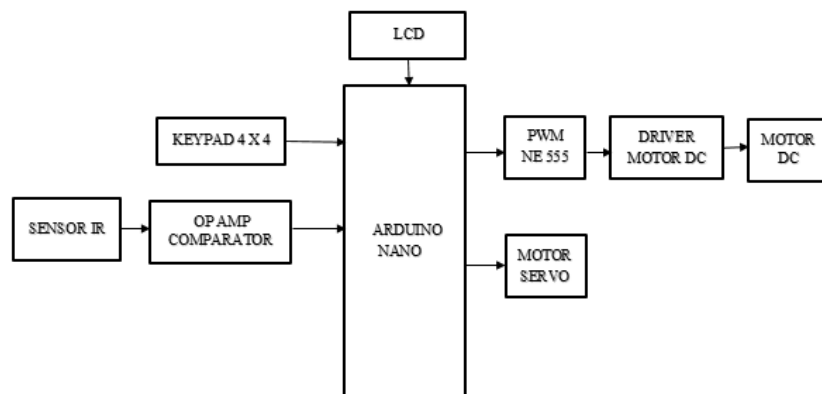 LCD
KEYPAD 4 X 4
SENSOR IR
OP AMP
COMPARATOR
ARDUINO
NANO
PWM
NE 555
DRIVER
MOTOR DC
MOTOR
DC
MOTOR
SERVO